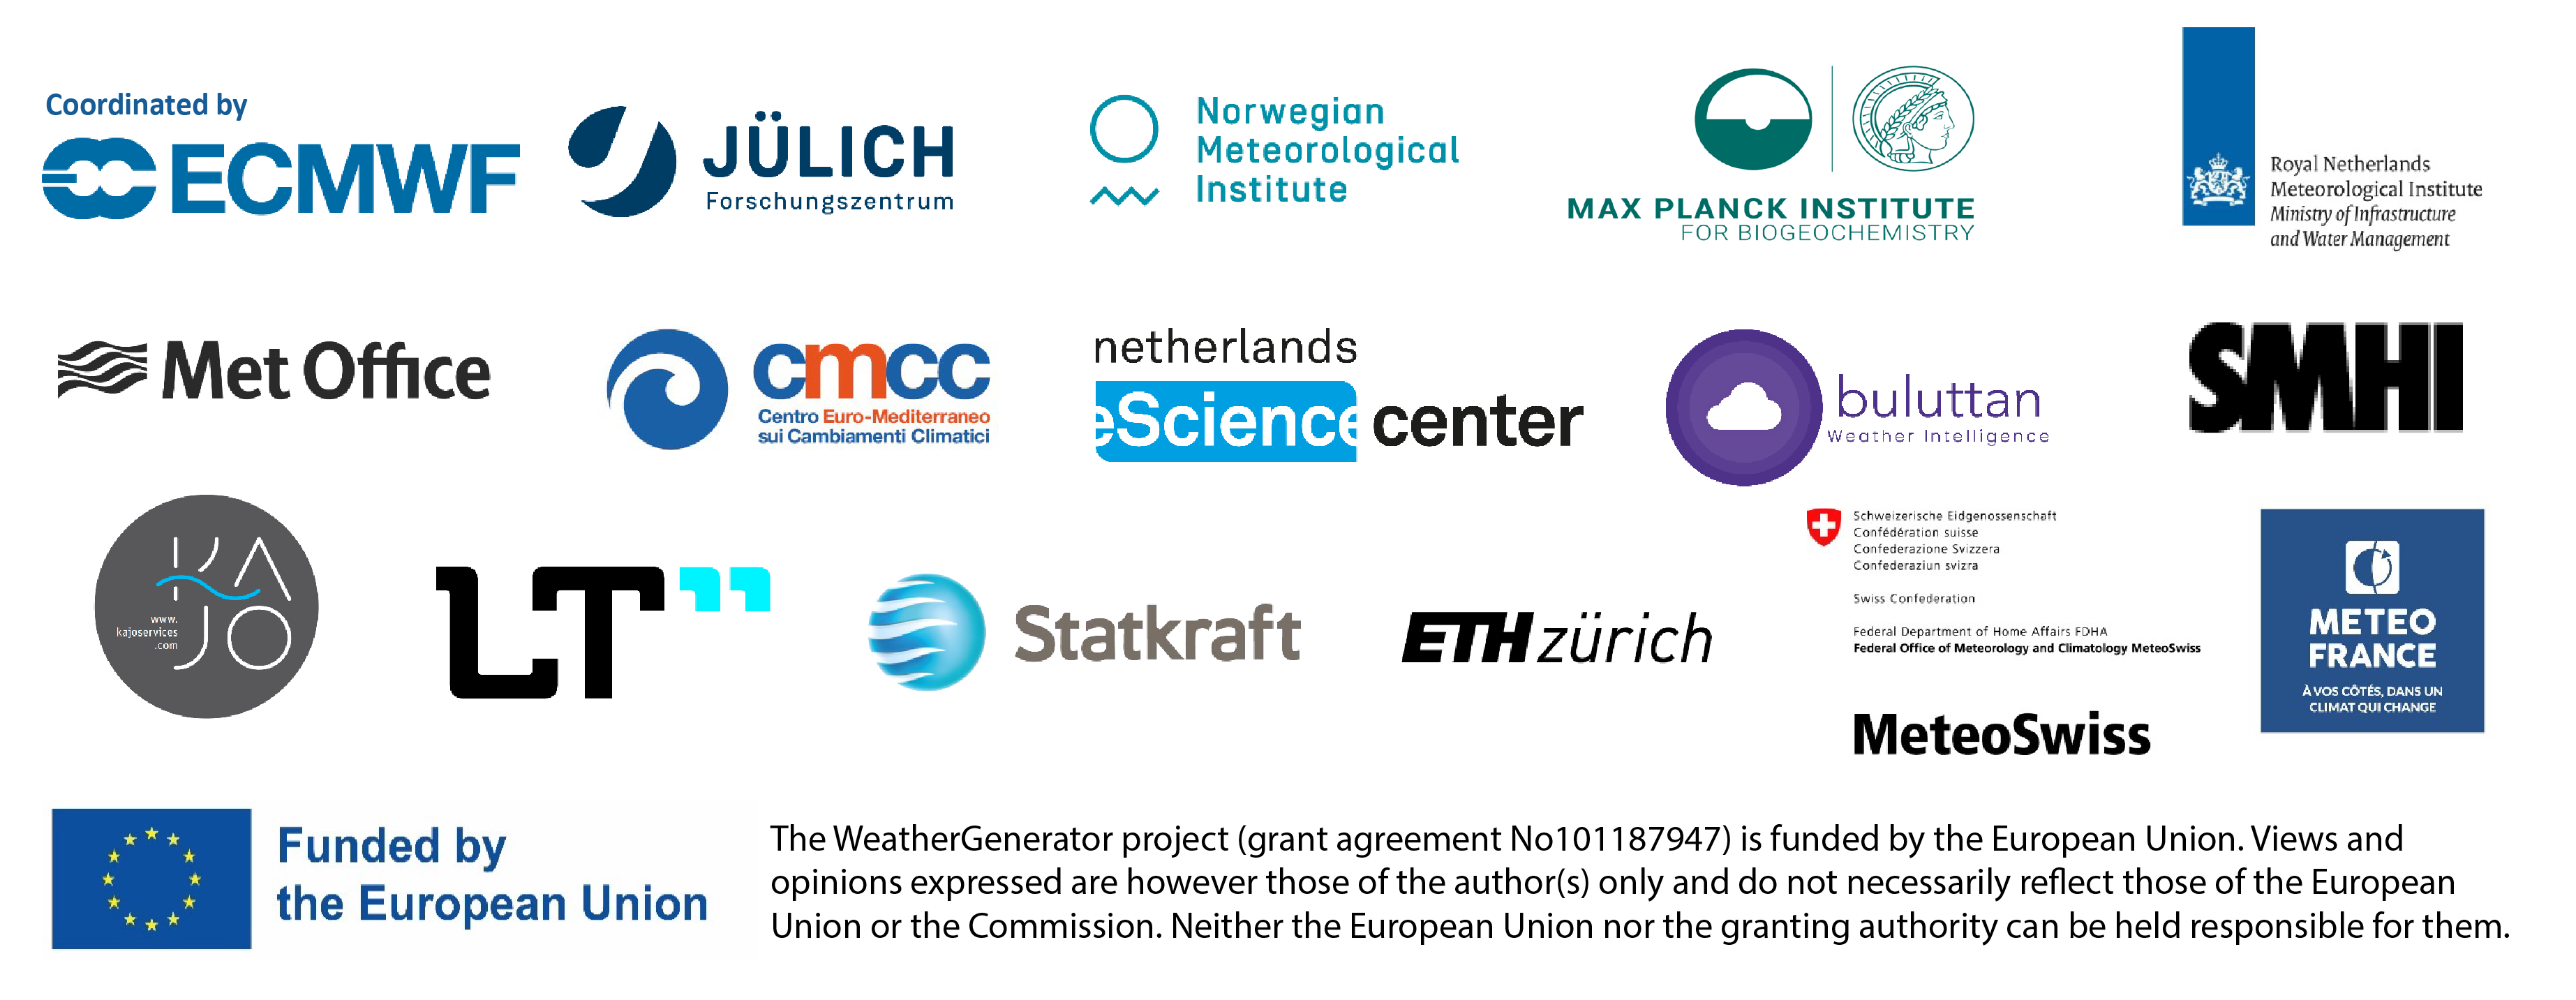 Coordinated by
ECMWF
JÜLICH
Forschungszentrum
Norwegian
Meteorological
Institute
MAX PLANCK INSTITUTE
FOR BIOGEOCHEMISTRY
Royal Netherlands
Meteorological Institute
Ministry of Infrastructure
and Water Management
Met Office
cmcc
Centro Euro-Mediterraneo
sui Cambiamenti Climatici
netherlands
eScience center
buluttan
Weather Intelligence
SMHI
KAJO
www.
kajoservices
.com
LT
Statkraft
ETH zürich
Schweizerische Eidgenossenschaft
Confédération suisse
Confederazione Svizzera
Confederaziun svizra
Swiss Confederation
Federal Department of Home Affairs FDHA
Federal Office of Meteorology and Climatology MeteoSwiss
MeteoSwiss
METEO
FRANCE
À VOS CÔTÉS, DANS UN
CLIMAT QUI CHANGE
Funded by
the European Union
The WeatherGenerator project (grant agreement No101187947) is funded by the European Union. Views and
opinions expressed are however those of the author(s) only and do not necessarily reflect those of the European
Union or the Commission. Neither the European Union nor the granting authority can be held responsible for them.